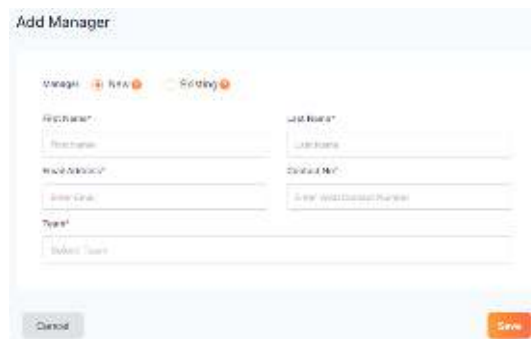 Add Manager
Manager New Existing
First Name* Last Name*
First Name Last Name
Email Address* Contact No*
Enter Email Enter Valid Contact Number
Team*
Select Team
Cancel Save